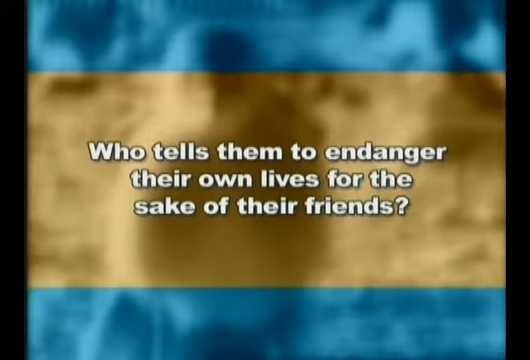 Who tells them to endanger
their own lives for the
sake of their friends?